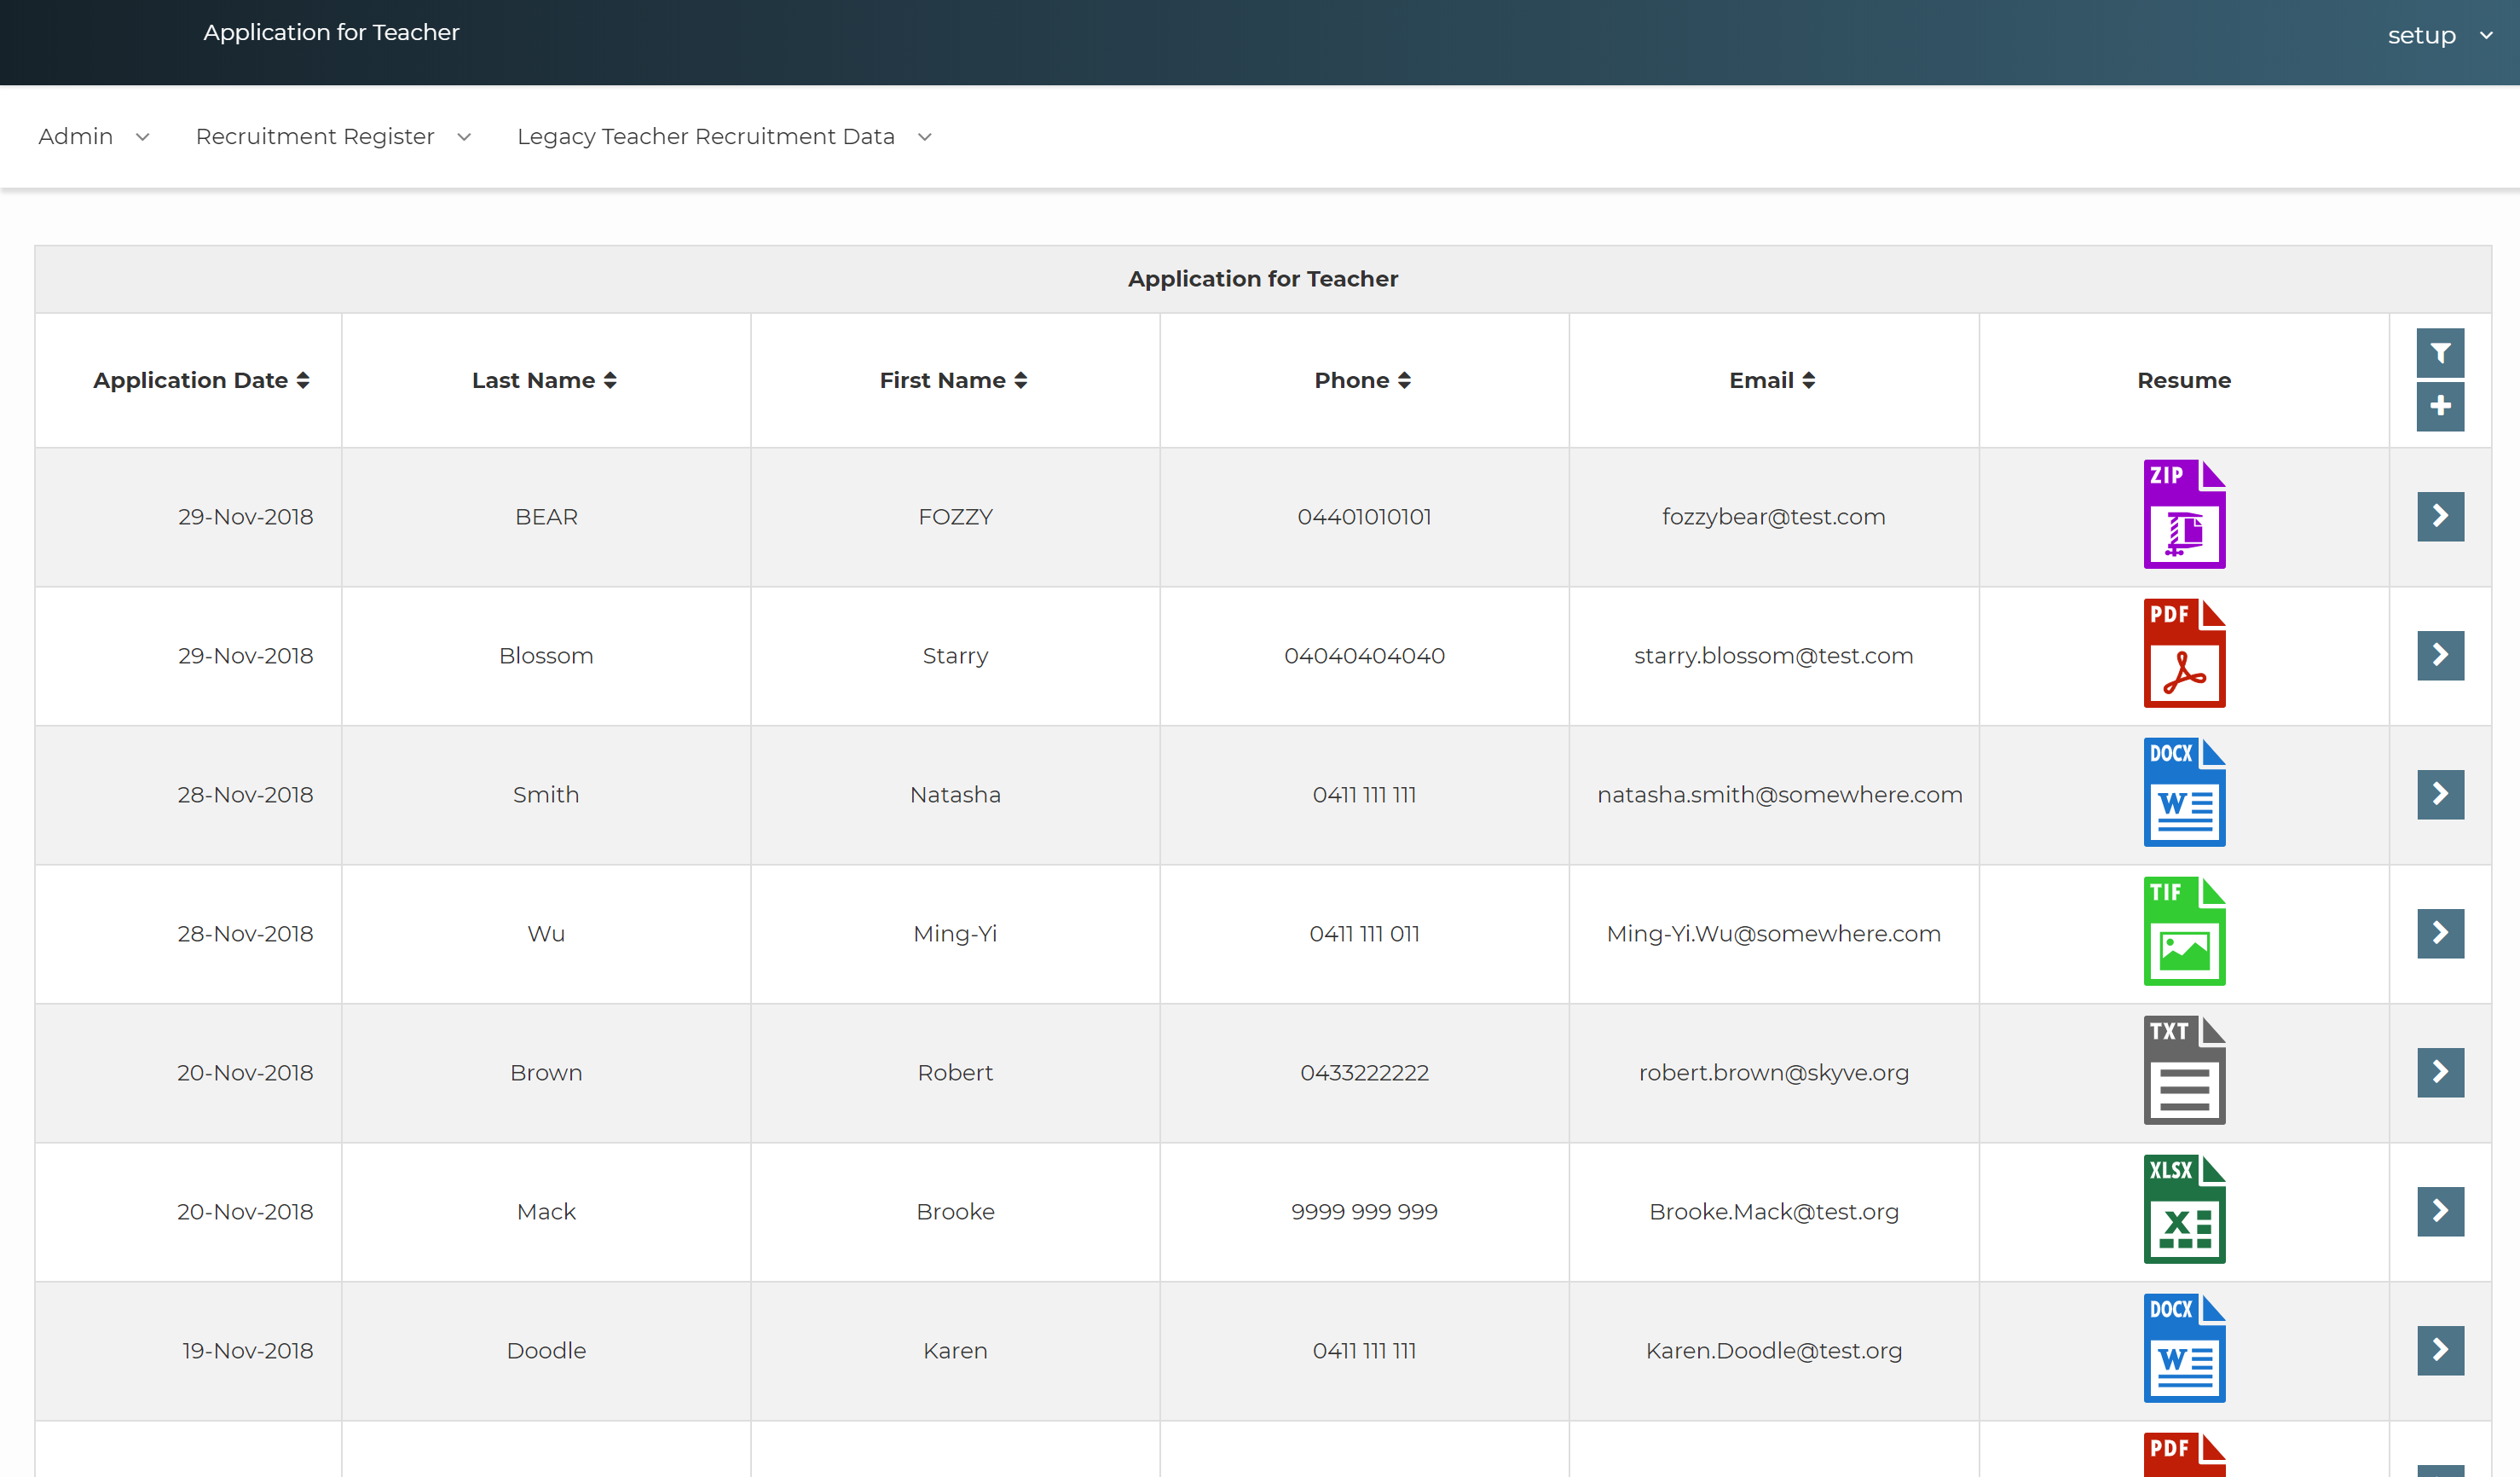 Application for Teacher
setup
Admin Recruitment Register Legacy Teacher Recruitment Data
Application for Teacher
Application Date Last Name First Name Phone Email Resume
ZIP
29-Nov-2018 BEAR FOZZY 04401010101 fozzybear@test.com
PDF
29-Nov-2018 Blossom Starry 04040404040 starry.blossom@test.com
DOCX
28-Nov-2018 Smith Natasha 0411 111 111 natasha.smith@somewhere.com
W
TIF
28-Nov-2018 Wu Ming-Yi 0411 111 011 Ming-Yi.Wu@somewhere.com
TXT
20-Nov-2018 Brown Robert 0433222222 robert.brown@skyve.org
XLSX
20-Nov-2018 Mack Brooke 9999 999 999 Brooke.Mack@test.org
X
DOCX
19-Nov-2018 Doodle Karen 0411 111 111 Karen.Doodle@test.org
W
PDF